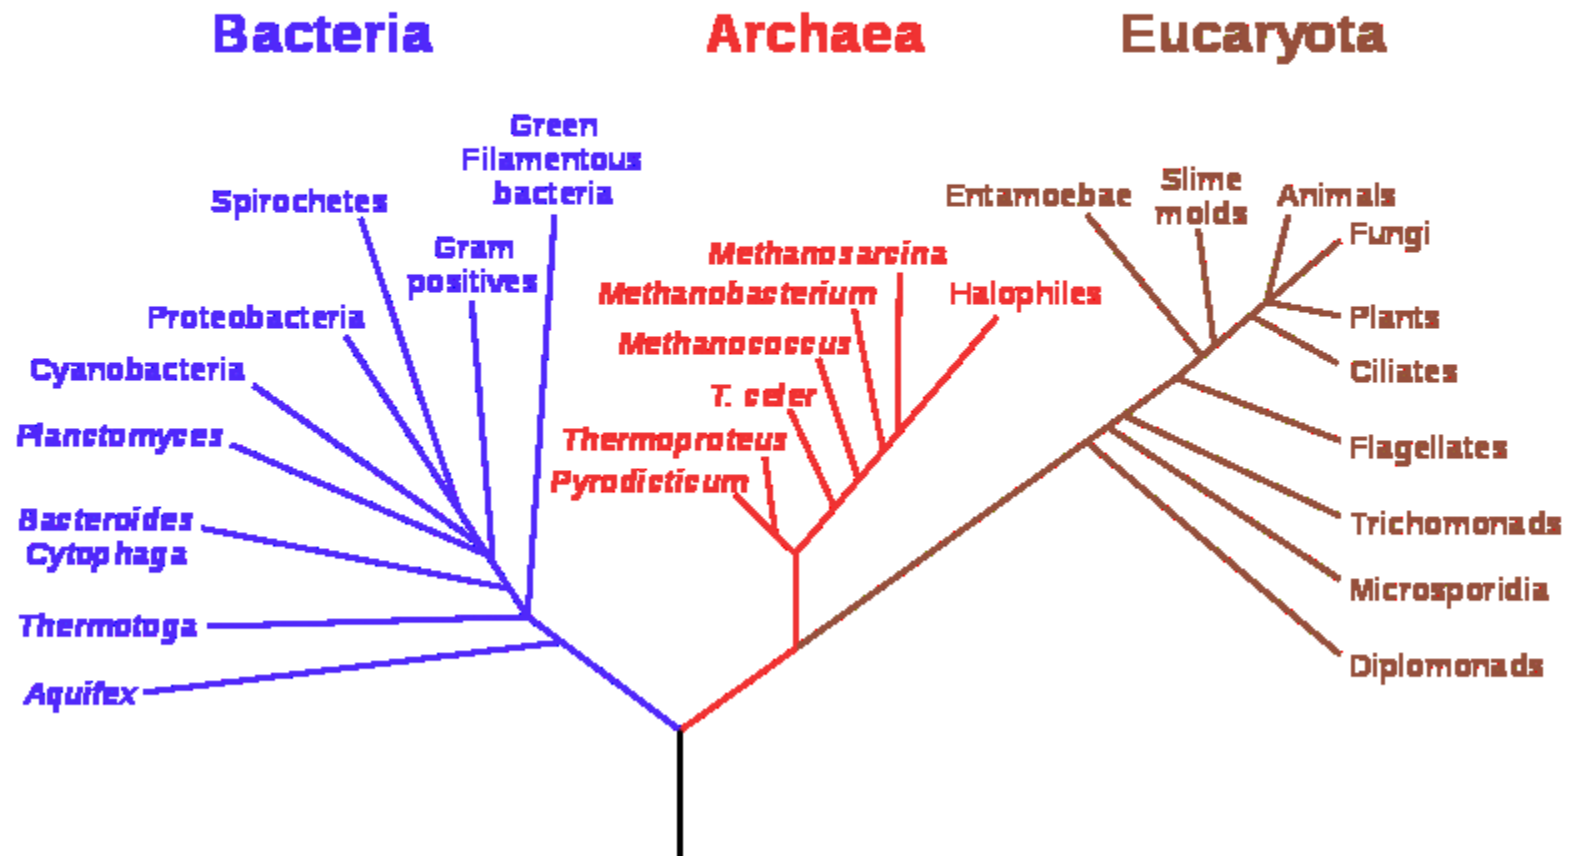 Bacteria
Archaea
Eucaryota
Green
Filamentous
bacteria
Spirochetes
Gram
positives
Proteobacteria
Cyanobacteria
Planctomyces
Bacteroides
Cytophaga
Thermotoga
Aquifex
Methanosarcina
Methanobacterium
Halophiles
Methanococcus
T. celer
Thermoproteus
Pyrodicticum
Entamoebae
Slime
molds
Animals
Fungi
Plants
Ciliates
Flagellates
Trichomonads
Microsporidia
Diplomonads